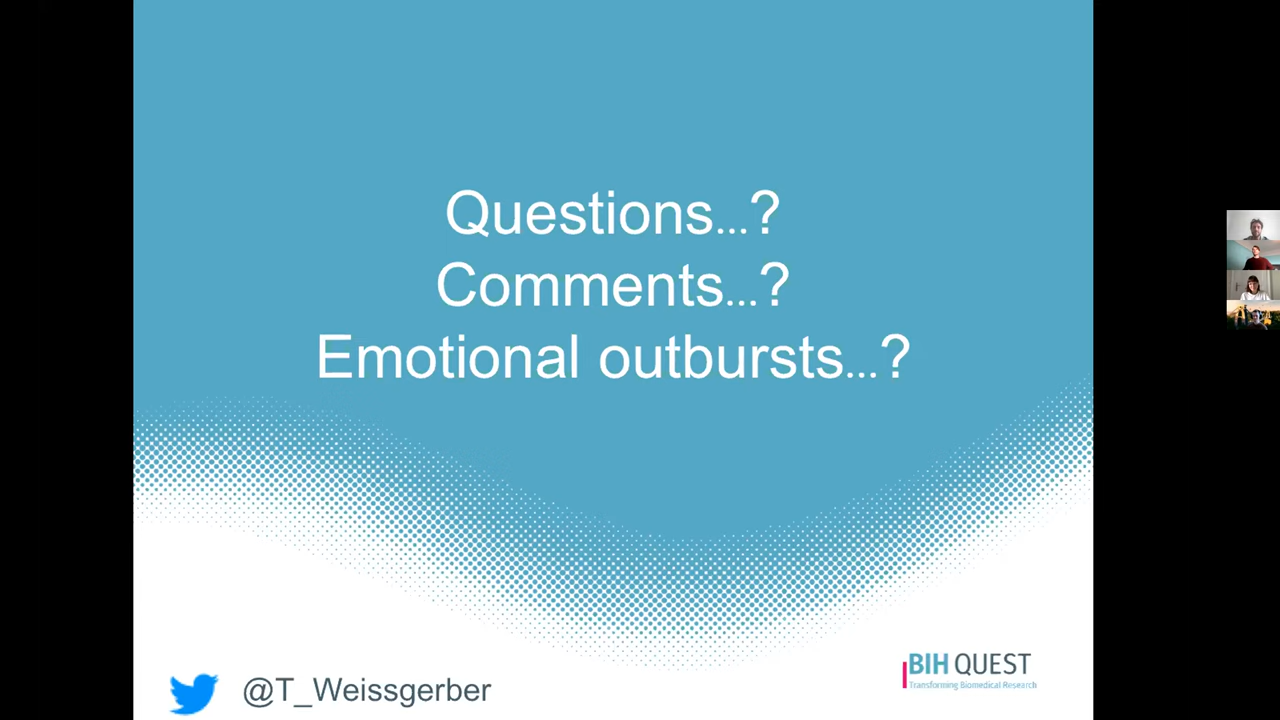 Questions...?
Comments...?
Emotional outbursts...?
@T_Weissgerber
BIH QUEST
Transforming Biomedical Research